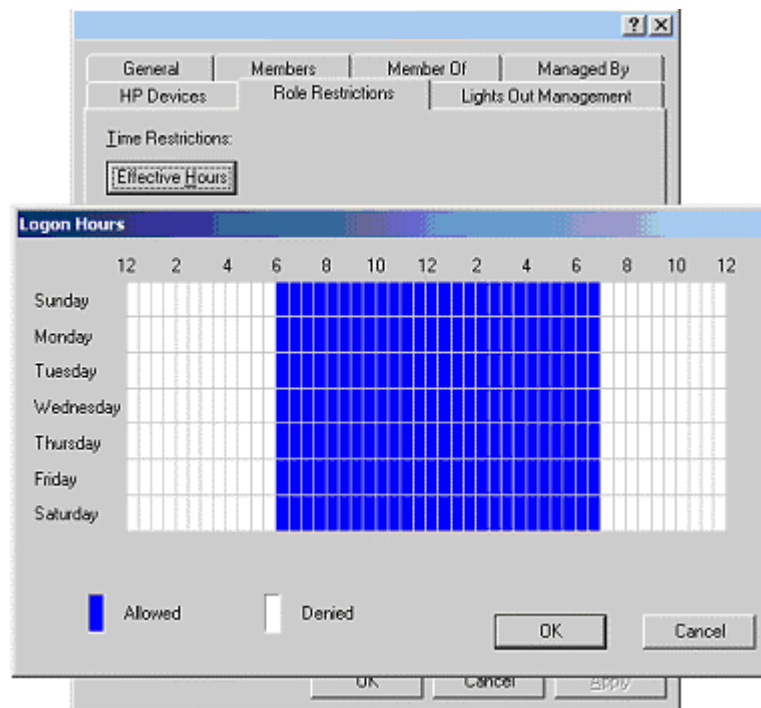 General Members Member Of Managed By
HP Devices Role Restrictions Lights Out Management
Time Restrictions:
Effective Hours
Logon Hours
12 2 4 6 8 10 12 2 4 6 8 10 12
Sunday
Monday
Tuesday
Wednesday
Thursday
Friday
Saturday
Allowed Denied
OK Cancel
OK Cancel Apply